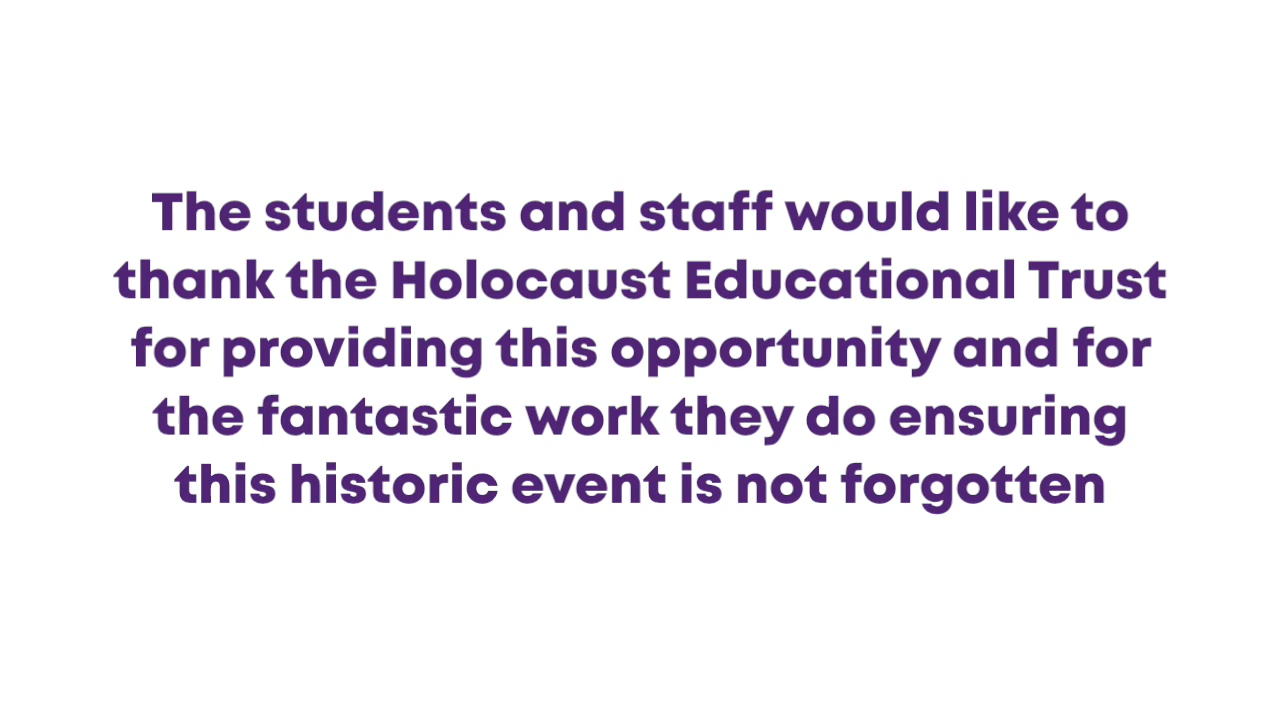 The students and staff would like to
thank the Holocaust Educational Trust
for providing this opportunity and for
the fantastic work they do ensuring
this historic event is not forgotten